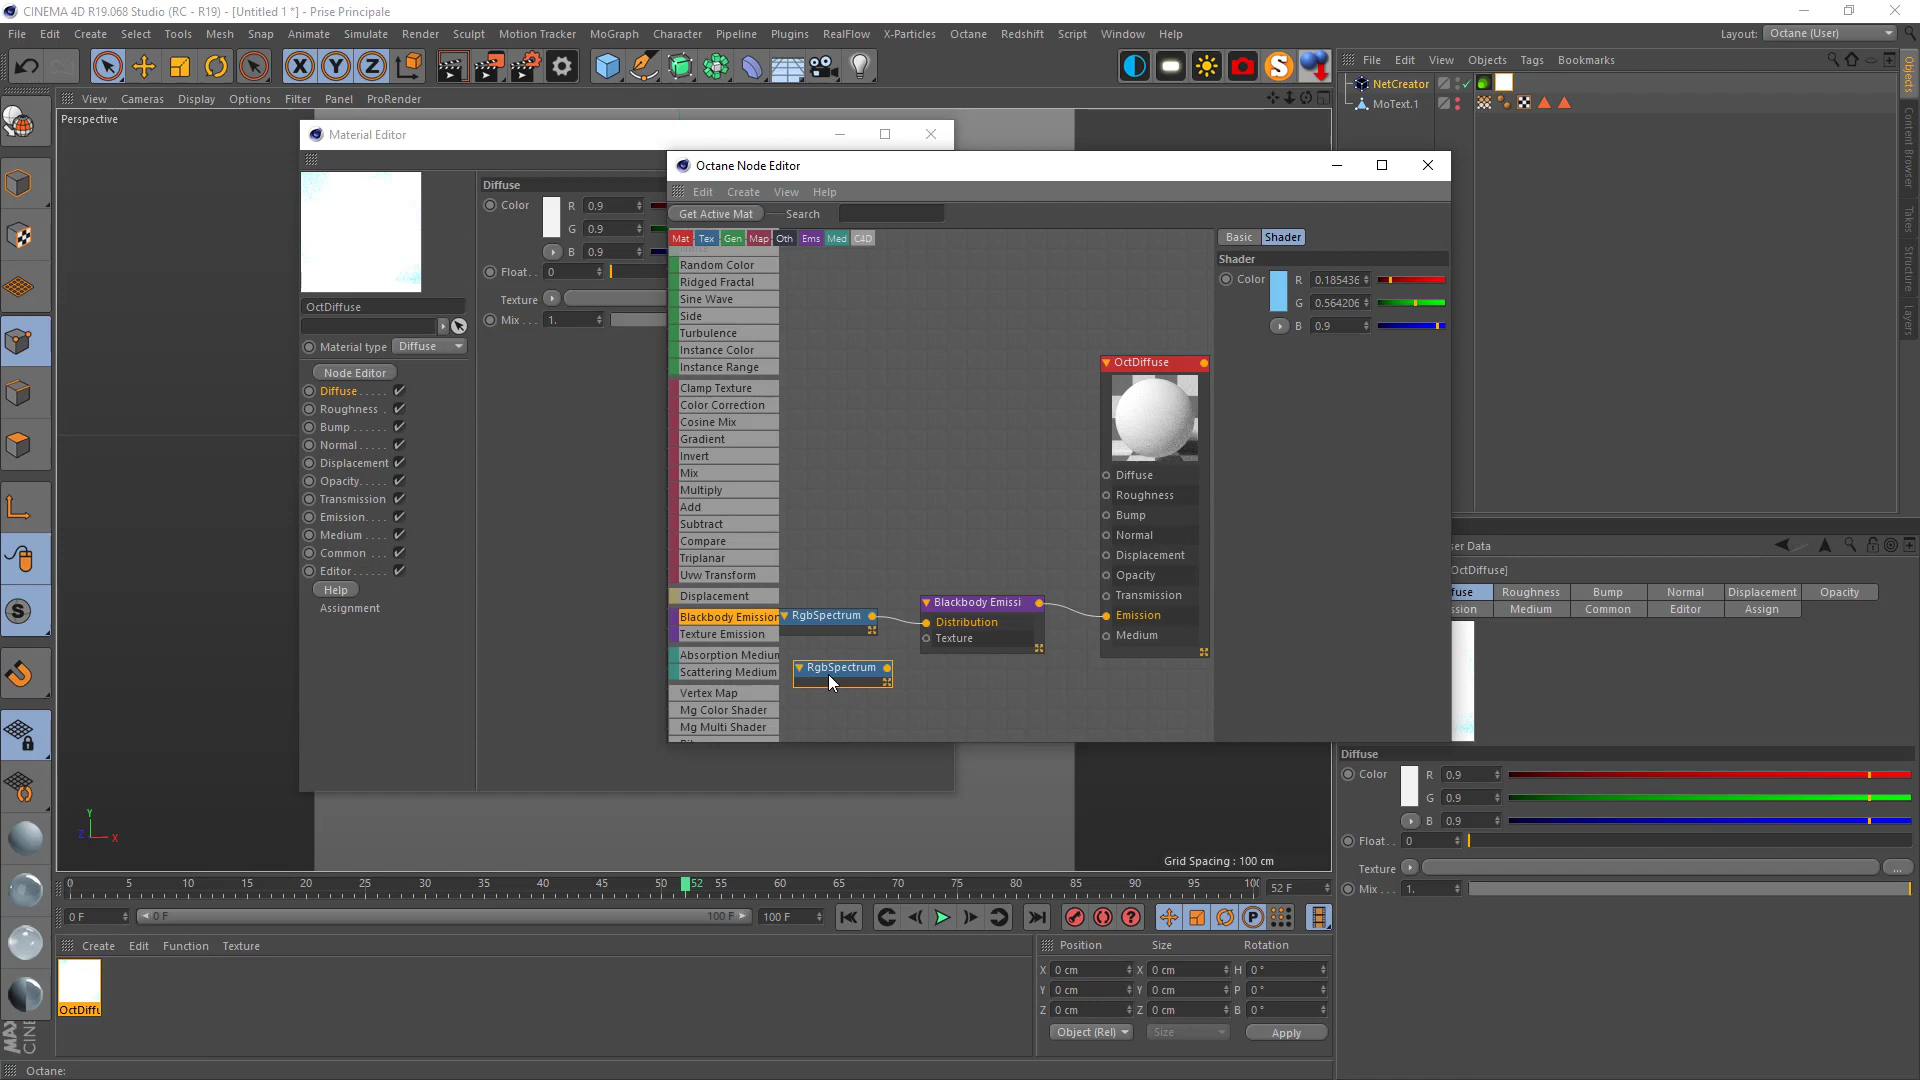 CINEMA 4D R19.068 Studio (RC - R19) - [Untitled 1 *] - Prise Principale
File Edit Create Select Tools Mesh Snap Animate Simulate Render Sculpt Motion Tracker MoGraph Character Pipeline Plugins RealFlow X-Particles Octane Redshift Script Window Help
Layout: Octane (User)
File Edit View Objects Tags Bookmarks
NetCreator
MoText.1
View Cameras Display Options Filter Panel ProRender
Perspective
Material Editor
Diffuse
Color R 0.9
G 0.9
B 0.9
Float.. 0
Texture
Mix... 1.
OctDiffuse
Material type Diffuse
Node Editor
Diffuse.....
Roughness .
Bump......
Normal.....
Displacement
Opacity.....
Transmission
Emission....
Medium....
Common ...
Editor......
Help
Assignment
Octane Node Editor
Edit Create View Help
Get Active Mat Search
Mat Tex Gen Map Oth Ems Med C4D
Random Color
Ridged Fractal
Sine Wave
Side
Turbulence
Instance Color
Instance Range
Clamp Texture
Color Correction
Cosine Mix
Gradient
Invert
Mix
Multiply
Add
Subtract
Compare
Triplanar
Uvw Transform
Displacement
Blackbody Emission
Texture Emission
Absorption Medium
Scattering Medium
Vertex Map
Mg Color Shader
Mg Multi Shader
RgbSpectrum
RgbSpectrum
Blackbody Emissi
Distribution
Texture
OctDiffuse
Diffuse
Roughness
Bump
Normal
Displacement
Opacity
Transmission
Emission
Medium
Basic Shader
Shader
Color R 0.185436
G 0.564206
B 0.9
Objects
Content Browser
Takes
Structure
Layers
ser Data
OctDiffuse]
fuse Roughness Bump Normal Displacement Opacity
ssion Medium Common Editor Assign
Diffuse
Color R 0.9
G 0.9
B 0.9
Float.. 0
Texture ...
Mix... 1.
Y
Z X
Grid Spacing : 100 cm
0 5 10 15 20 25 30 35 40 45 50 52 55 60 65 70 75 80 85 90 95 100
52 F
0 F 0 F 100 F 100 F
Create Edit Function Texture
OctDiffu
Position Size Rotation
X 0 cm X 0 cm H 0 °
Y 0 cm Y 0 cm P 0 °
Z 0 cm Z 0 cm B 0 °
Object (Rel) Size Apply
Octane: